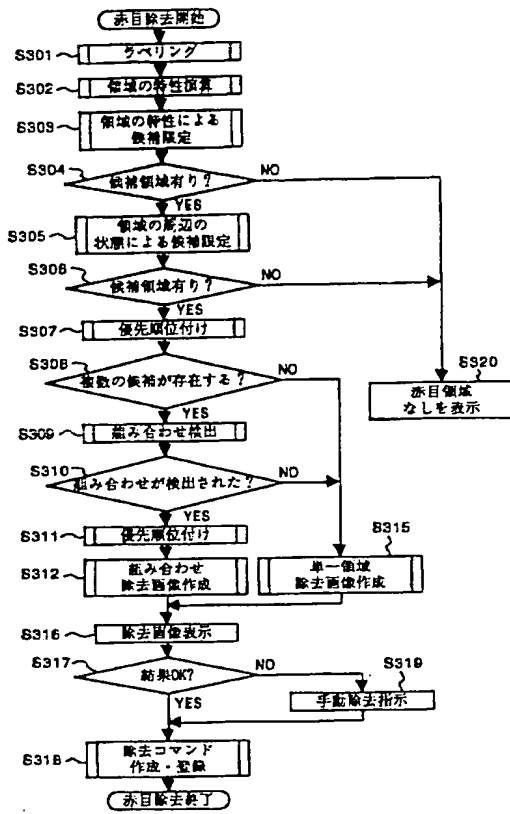 赤目除去開始
S301
ラベリング
S302
領域の特性演算
S303
領域の特性による
候補限定
S304
候補領域有り?
NO
YES
S305
領域の周辺の
状態による候補限定
S306
候補領域有り?
NO
YES
S307
優先順位付け
S308
複数の候補が存在する?
NO
YES
S320
赤目領域
なしを表示
S309
組み合わせ検出
S310
組み合わせが検出された?
NO
YES
S311
優先順位付け
S312
組み合わせ
除去画像作成
S315
単一領域
除去画像作成
S316
除去画像表示
S317
結果OK?
NO
YES
S319
手動除去指示
S318
除去コマンド
作成・登録
赤目除去終了